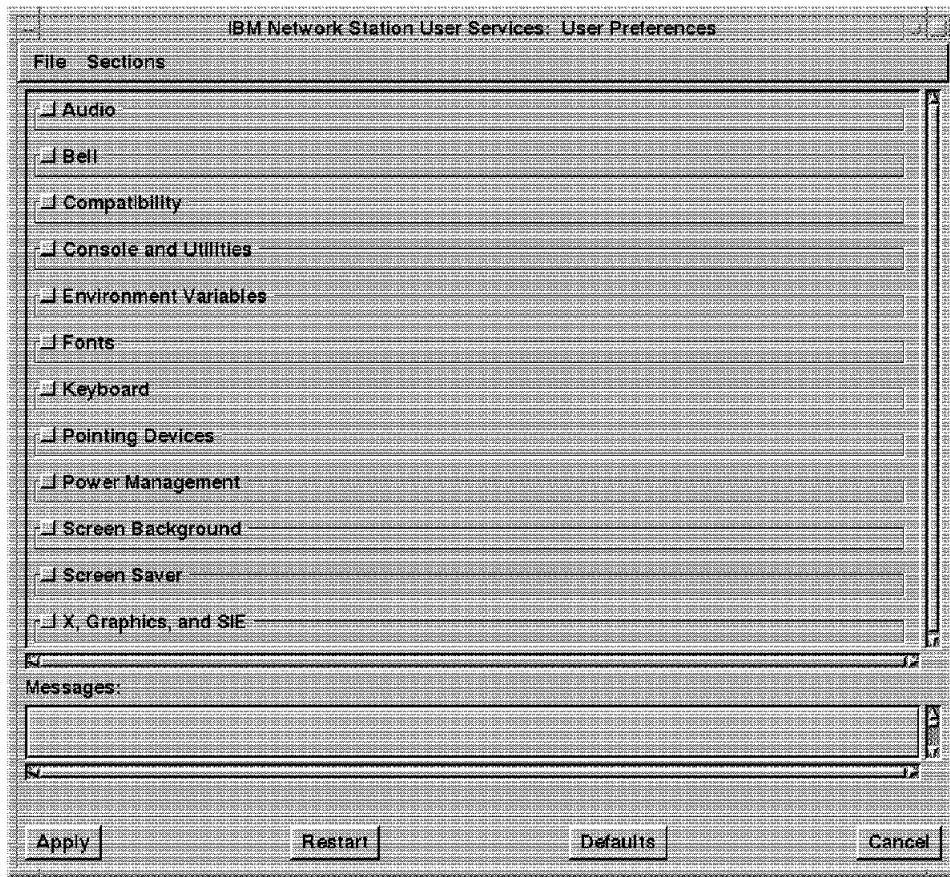 IBM Network Station User Services: User Preferences
File Sections
Audio
Bell
Compatibility
Console and Utilities
Environment Variables
Fonts
Keyboard
Pointing Devices
Power Management
Screen Background
Screen Saver
X, Graphics, and SIE
Messages:
Apply Restart Defaults Cancel